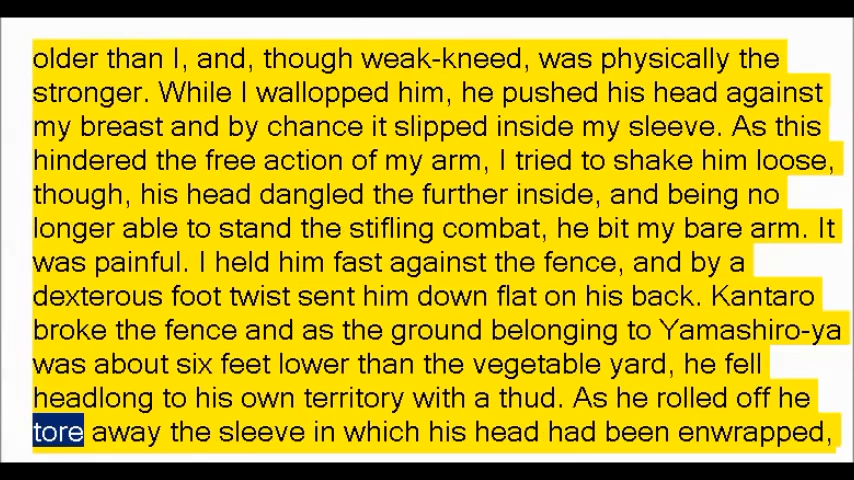 older than I, and, though weak-kneed, was physically the
stronger. While I wallopped him, he pushed his head against
my breast and by chance it slipped inside my sleeve. As this
hindered the free action of my arm, I tried to shake him loose,
though, his head dangled the further inside, and being no
longer able to stand the stifling combat, he bit my bare arm. It
was painful. I held him fast against the fence, and by a
dexterous foot twist sent him down flat on his back. Kantaro
broke the fence and as the ground belonging to Yamashiro-ya
was about six feet lower than the vegetable yard, he fell
headlong to his own territory with a thud. As he rolled off he
tore away the sleeve in which his head had been enwrapped,